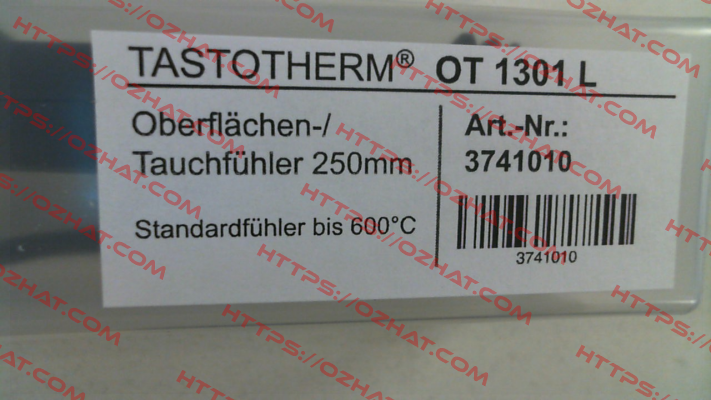 TASTOTHERM® OT 1301 L
Oberflächen-/
Tauchfühler 250mm
Standardfühler bis 600°C
Art.-Nr.:
3741010
3741010
HTTPS://OZHAT.COM